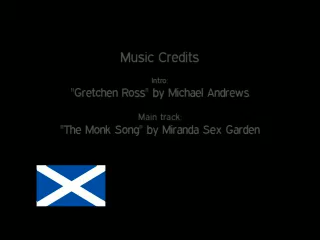 Music Credits
Intro:
"Gretchen Ross" by Michael Andrews
Main track:
"The Monk Song" by Miranda Sex Garden